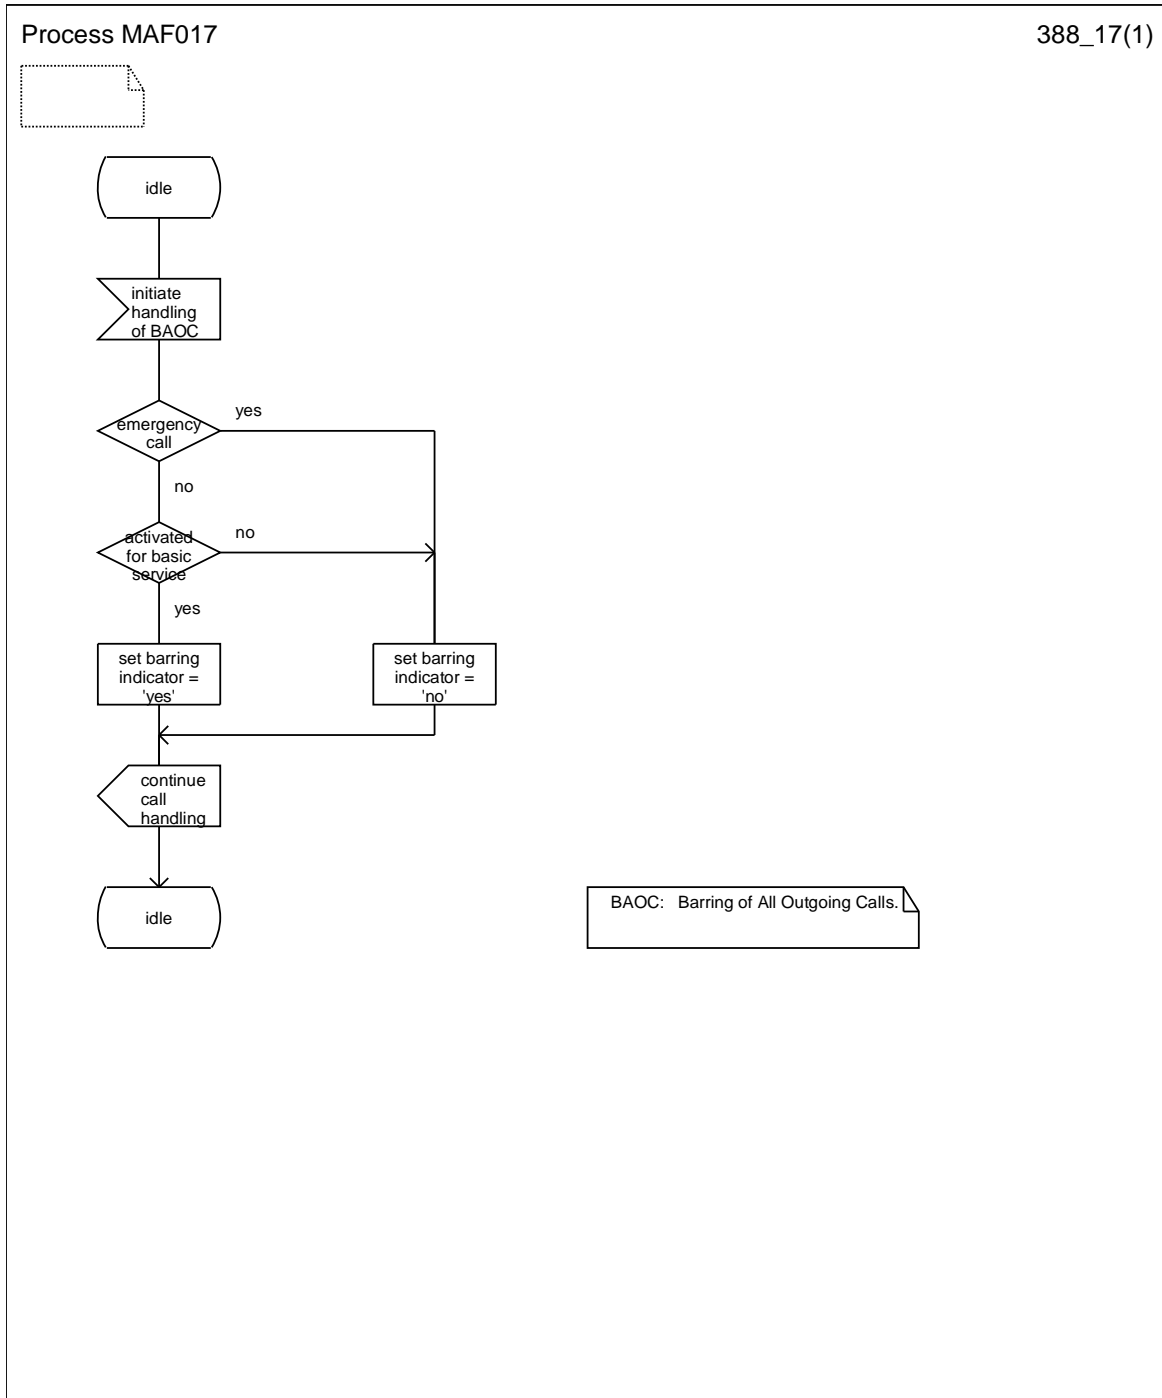 Process MAF017
388_17(1)
idle
initiate
handling
of BAOC
emergency
call
yes
no
activated
for basic
service
no
yes
set barring
indicator =
'yes'
set barring
indicator =
'no'
continue
call
handling
idle
BAOC:   Barring of All Outgoing Calls.